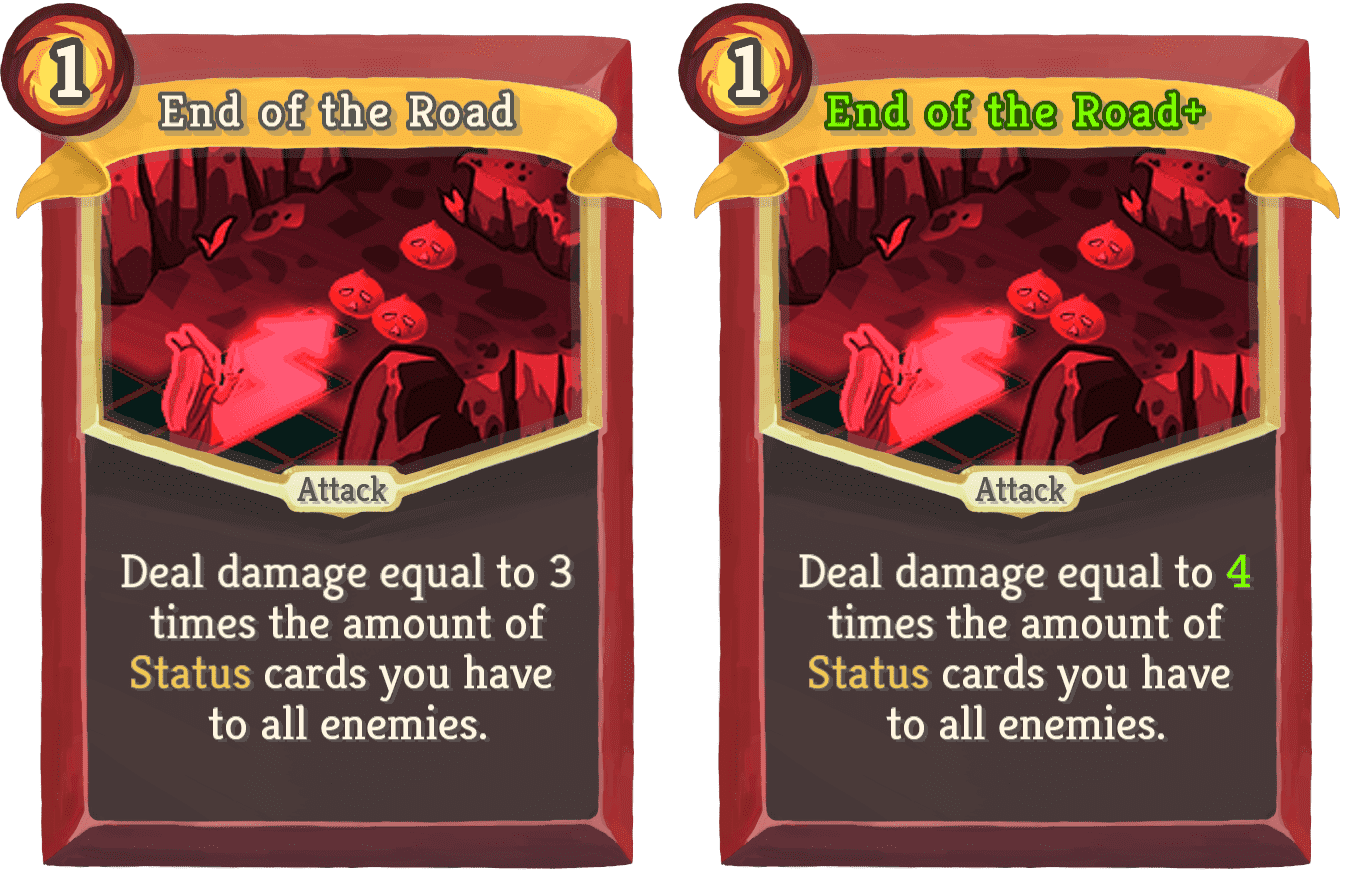 1
End of the Road
Attack
Deal damage equal to 3
times the amount of
Status cards you have
to all enemies.
1
End of the Road+
Attack
Deal damage equal to 4
times the amount of
Status cards you have
to all enemies.